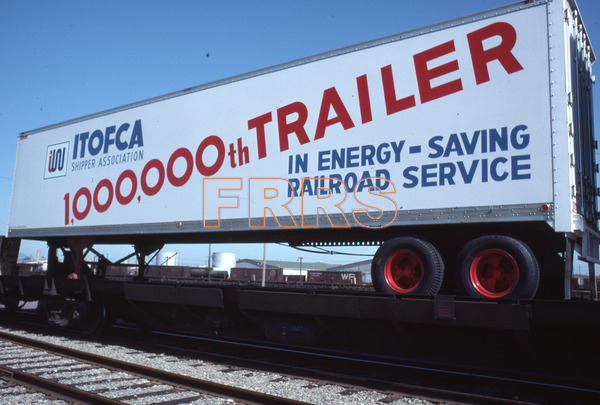 ITOFCA
SHIPPER ASSOCIATION
1,000,000th TRAILER
IN ENERGY-SAVING
RAILROAD SERVICE
FRRS